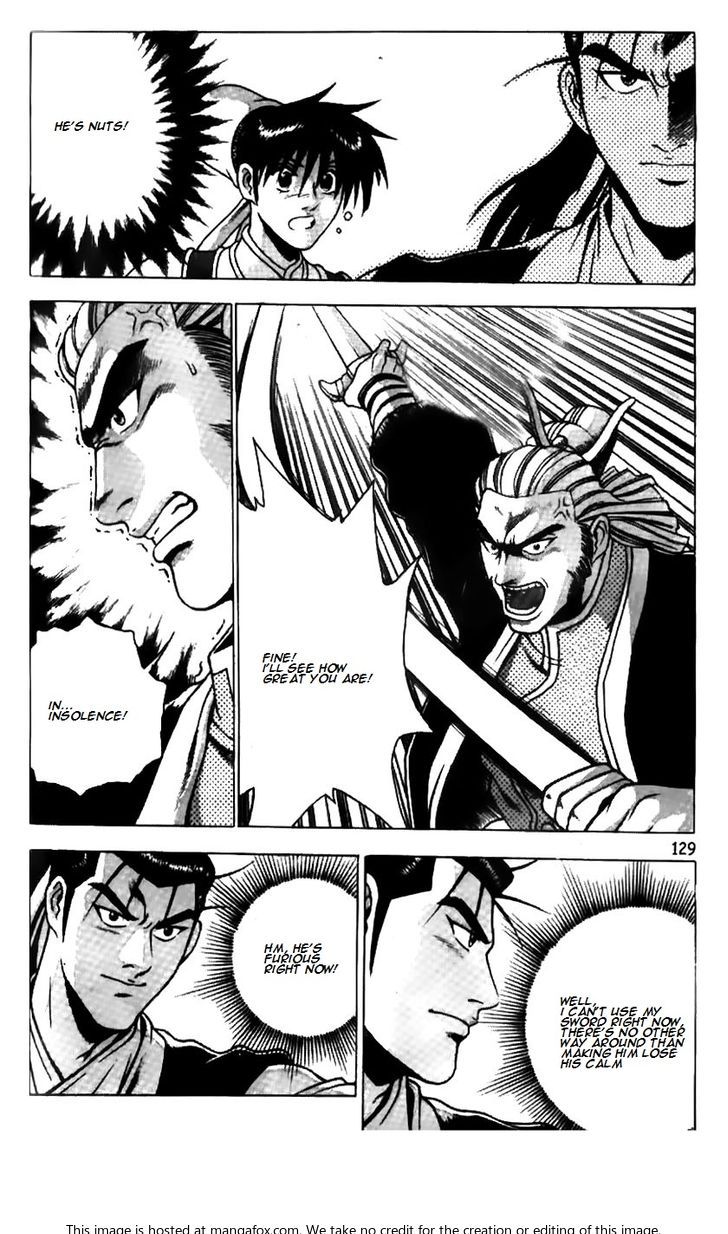 HE'S NUTS!
IN...
INSOLENCE!
FINE!
I'LL SEE HOW
GREAT YOU ARE!
129
HM, HE'S
FURIOUS
RIGHT NOW!
WELL,
I CAN'T USE MY
SWORD RIGHT NOW,
THERE'S NO OTHER
WAY AROUND THAN
MAKING HIM LOSE
HIS CALM
This image is hosted at mangafox.com. We take no credit for the creation or editing of this image.